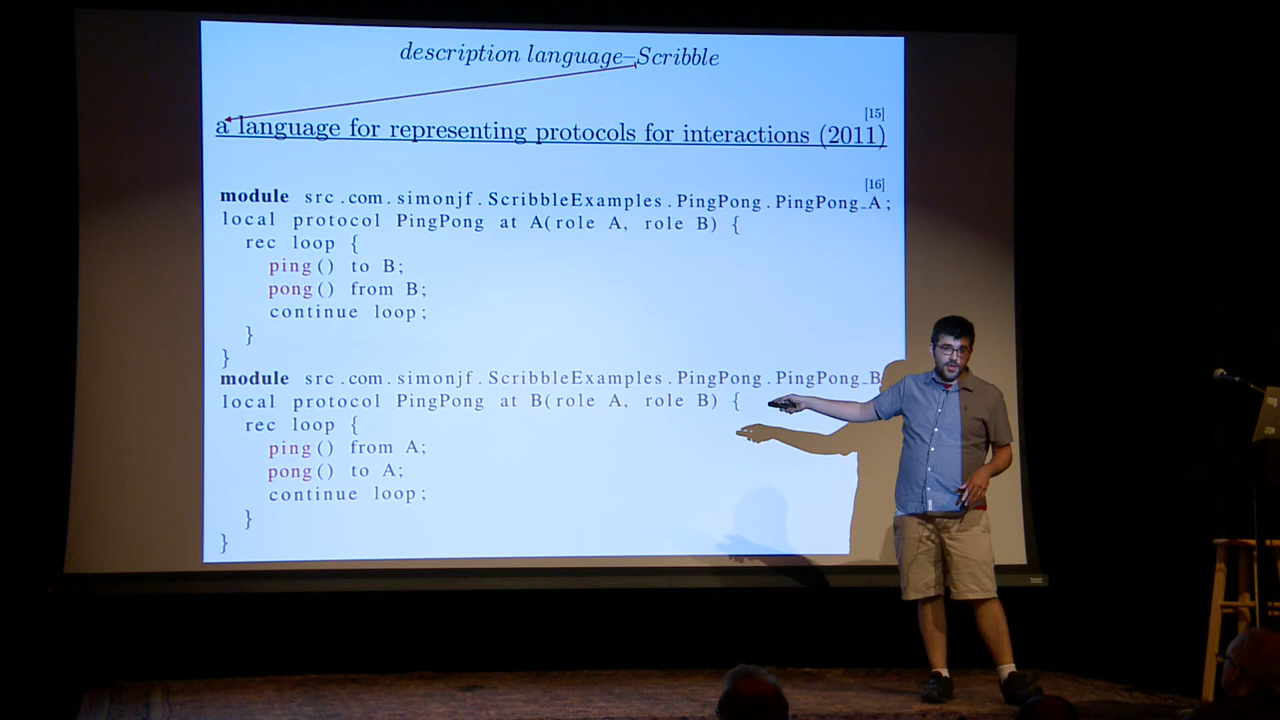 description language–Scribble
[15]
a language for representing protocols for interactions (2011)
[16]
module src.com.simonjf.ScribbleExamples.PingPong.PingPong_A;
local protocol PingPong at A(role A, role B) {
rec loop {
ping() to B;
pong() from B;
continue loop;
}
}
module src.com.simonjf.ScribbleExamples.PingPong.PingPong_B
local protocol PingPong at B(role A, role B) {
rec loop {
ping() from A;
pong() to A;
continue loop;
}
}